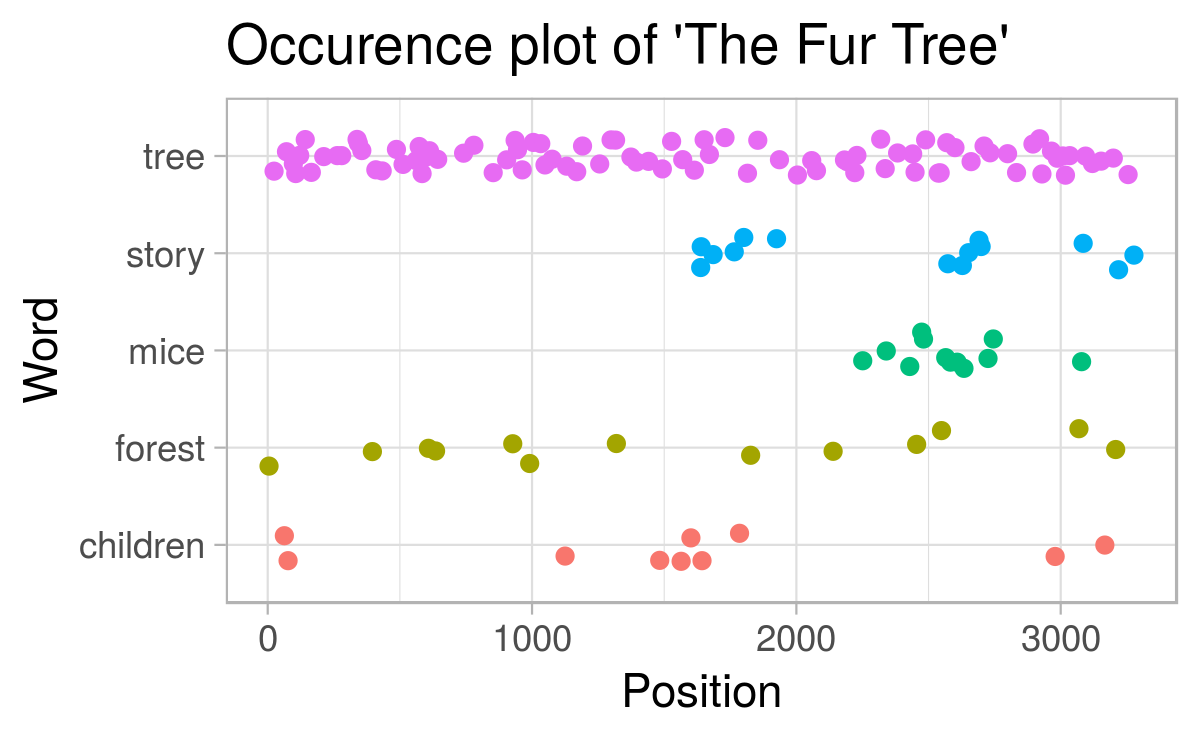 Occurence plot of 'The Fur Tree'
Word
tree
story
mice
forest
children
0 1000 2000 3000
Position